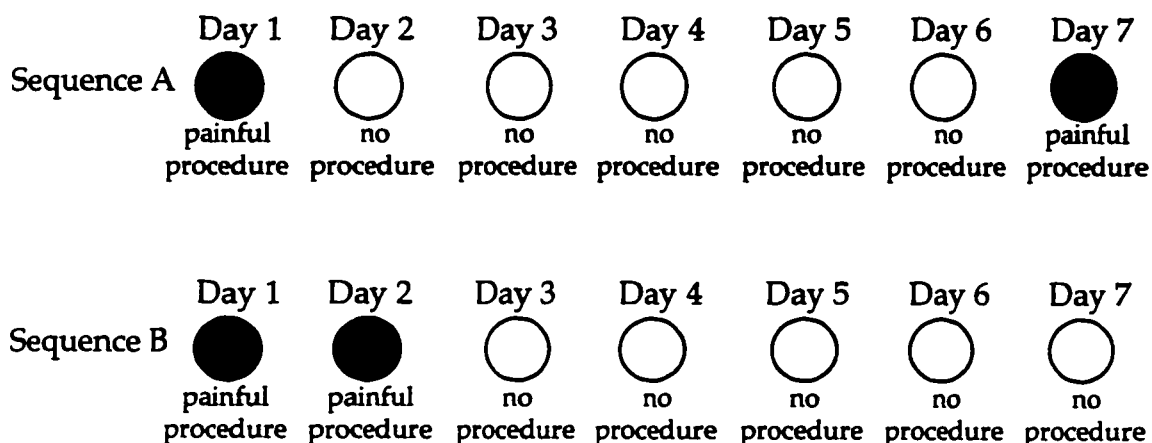 Day 1 Day 2 Day 3 Day 4 Day 5 Day 6 Day 7
Sequence A
painful no no no no no painful
procedure procedure procedure procedure procedure procedure procedure
Day 1 Day 2 Day 3 Day 4 Day 5 Day 6 Day 7
Sequence B
painful painful no no no no no
procedure procedure procedure procedure procedure procedure procedure